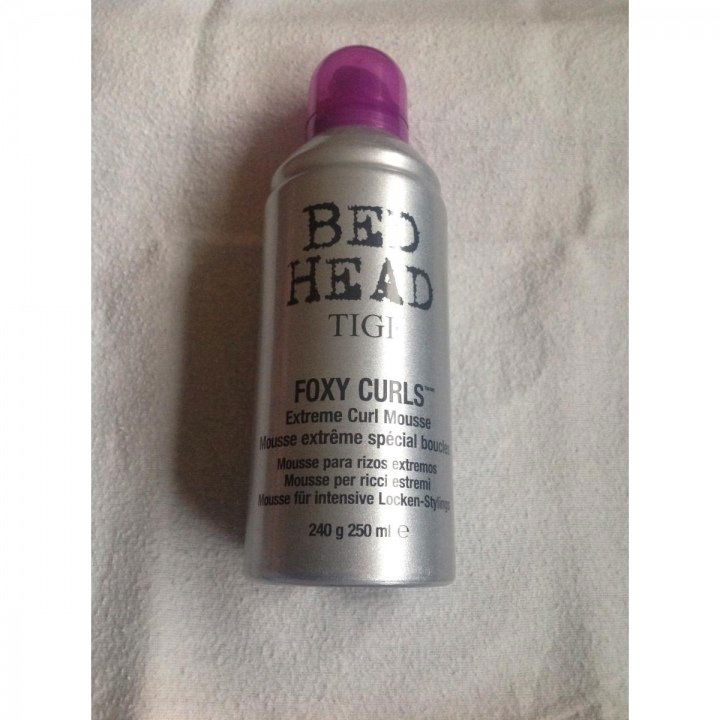 BED
HEAD
TIGI
FOXY CURLS™
Extreme Curl Mousse
Mousse extrême spécial boucles
Mousse para rizos extremos
Mousse per ricci estremi
Mousse für intensive Locken-Stylings
240 g 250 ml ℮